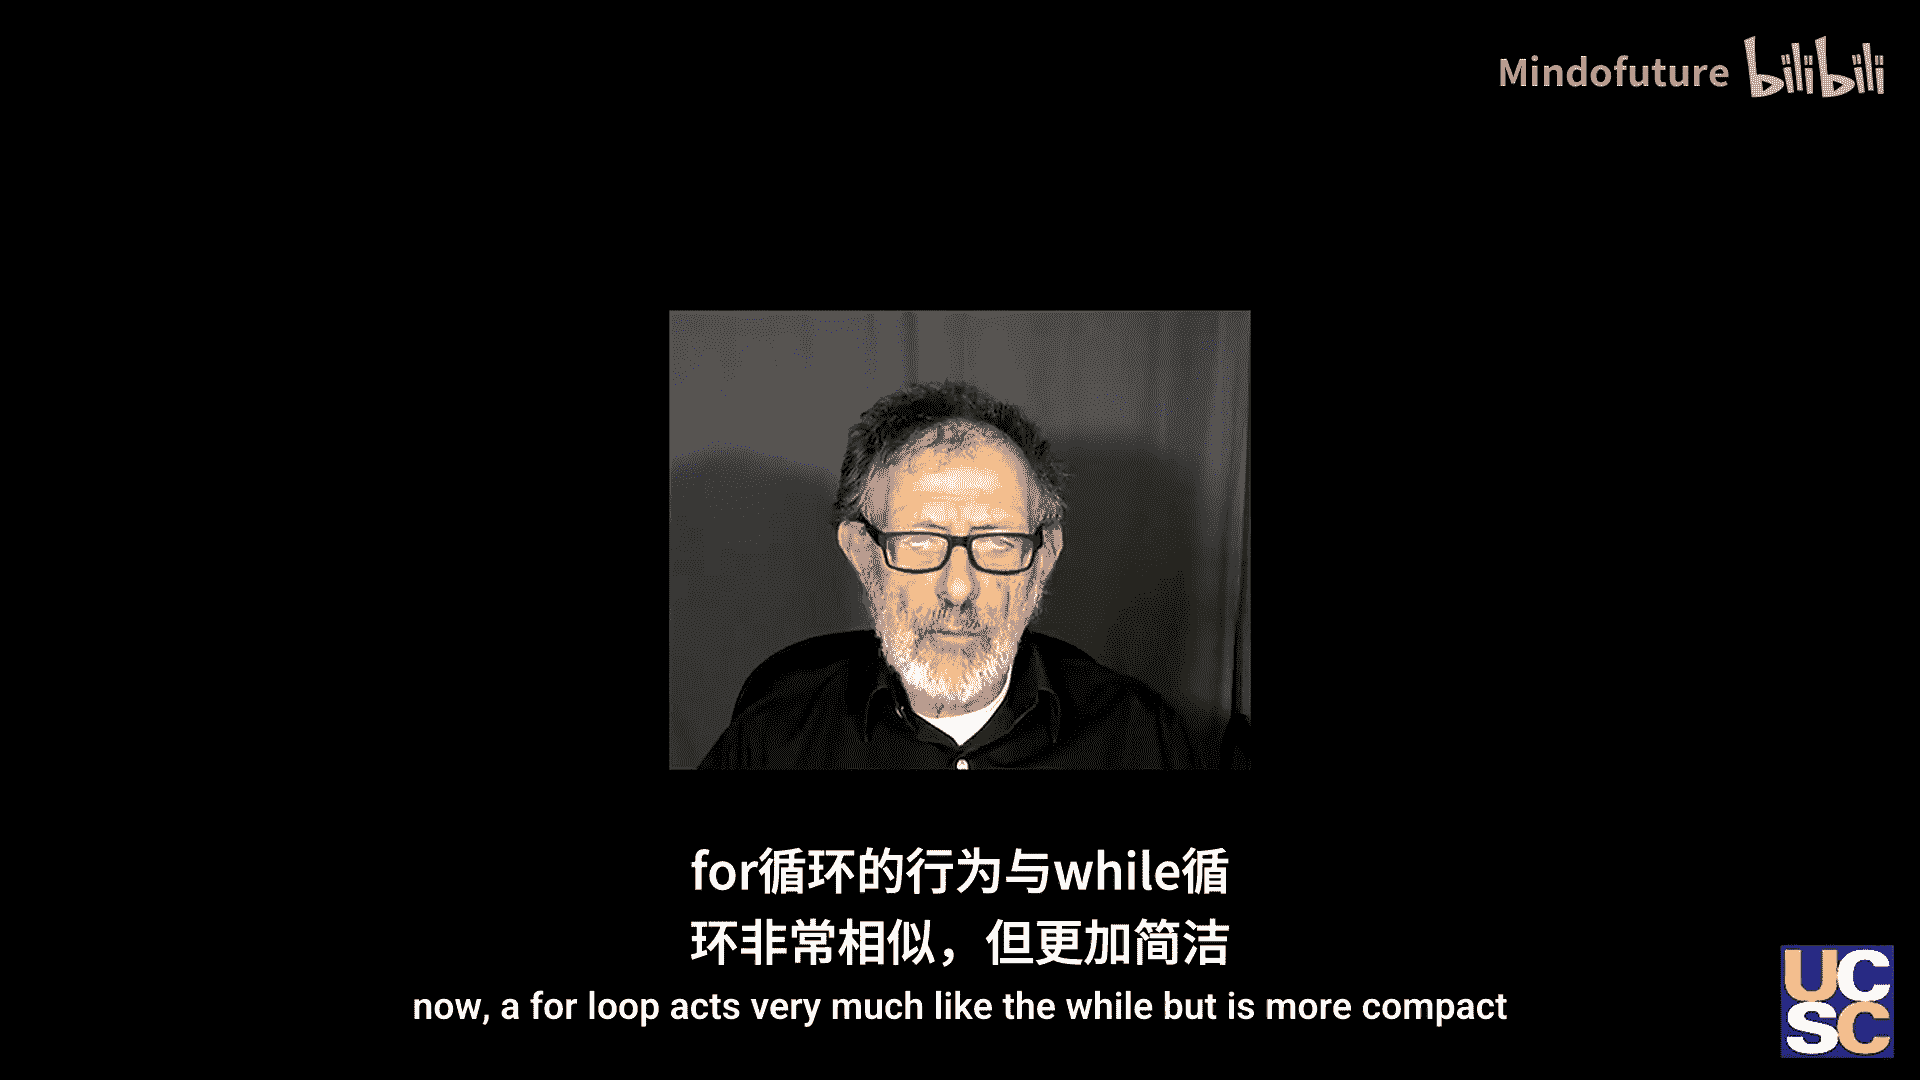 Mindofuture bilibili
for循环的行为与while循
环非常相似，但更加简洁
now, a for loop acts very much like the while but is more compact
UC
SC